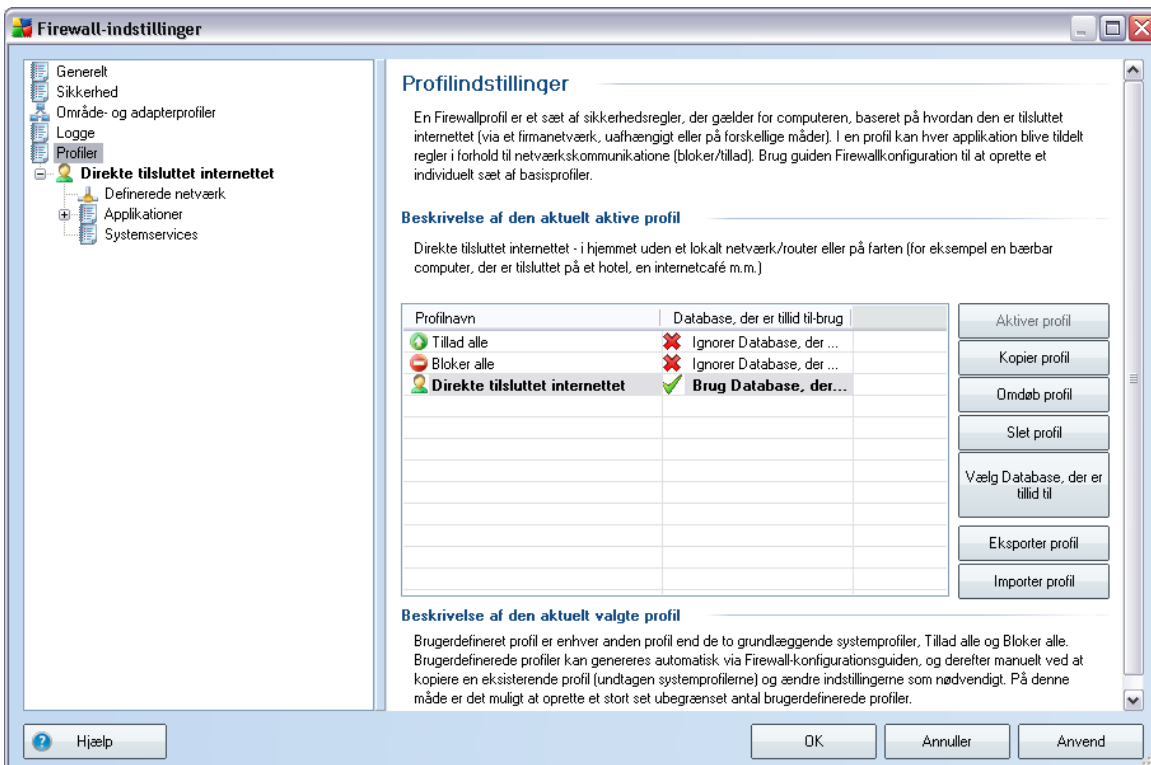 Firewall-indstillinger
Generelt
Sikkerhed
Område- og adapterprofiler
Logge
Profiler
Direkte tilsluttet internettet
Definerede netværk
Applikationer
Systemservices
Profilindstillinger
En Firewallprofil er et sæt af sikkerhedsregler, der gælder for computeren, baseret på hvordan den er tilsluttet
internettet (via et firmanetværk, uafhængigt eller på forskellige måder). I en profil kan hver applikation blive tildelt
regler i forhold til netværkskommunikatione (bloker/tillad). Brug guiden Firewallkonfiguration til at oprette et
individuelt sæt af basisprofiler.
Beskrivelse af den aktuelt aktive profil
Direkte tilsluttet internettet - i hjemmet uden et lokalt netværk/router eller på farten (for eksempel en bærbar
computer, der er tilsluttet på et hotel, en internetcafé m.m.)
Profilnavn Database, der er tillid til-brug
Tillad alle Ignorer Database, der ...
Bloker alle Ignorer Database, der ...
Direkte tilsluttet internettet Brug Database, der...
Aktiver profil
Kopier profil
Omdøb profil
Slet profil
Vælg Database, der er
tillid til
Eksporter profil
Importer profil
Beskrivelse af den aktuelt valgte profil
Brugerdefineret profil er enhver anden profil end de to grundlæggende systemprofiler, Tillad alle og Bloker alle.
Brugerdefinerede profiler kan genereres automatisk via Firewall-konfigurationsguiden, og derefter manuelt ved at
kopiere en eksisterende profil (undtagen systemprofilerne) og ændre indstillingerne som nødvendigt. På denne
måde er det muligt at oprette et stort set ubegrænset antal brugerdefinerede profiler.
Hjælp
OK
Annuller
Anvend